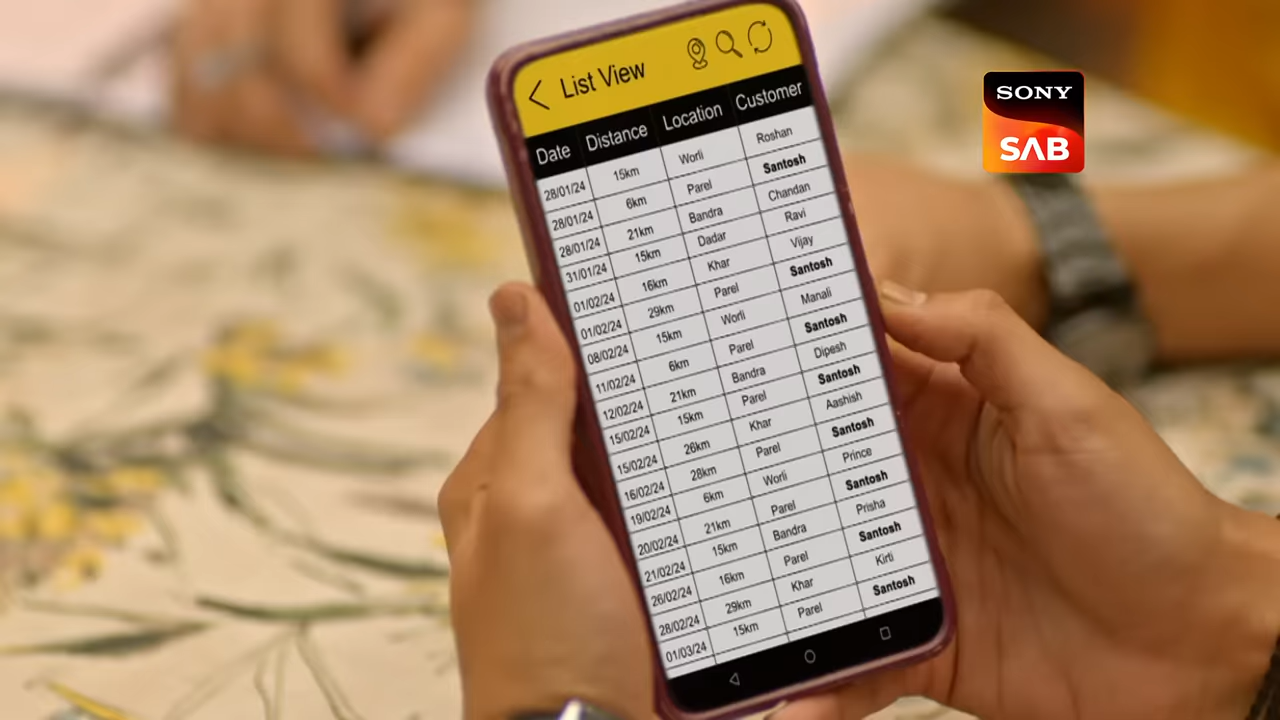 List View
SONY
SAB
Date Distance Location Customer
28/01/24 15km Worli Roshan
28/01/24 6km Parel Santosh
28/01/24 21km Bandra Chandan
31/01/24 15km Dadar Ravi
01/02/24 16km Khar Vijay
01/02/24 29km Parel Santosh
08/02/24 15km Worli Manali
11/02/24 6km Parel Santosh
12/02/24 21km Bandra Dipesh
15/02/24 15km Parel Santosh
15/02/24 26km Khar Aashish
16/02/24 28km Parel Santosh
19/02/24 6km Worli Prince
20/02/24 21km Parel Santosh
21/02/24 15km Bandra Prisha
26/02/24 16km Parel Santosh
28/02/24 29km Khar Kirti
01/03/24 15km Parel Santosh